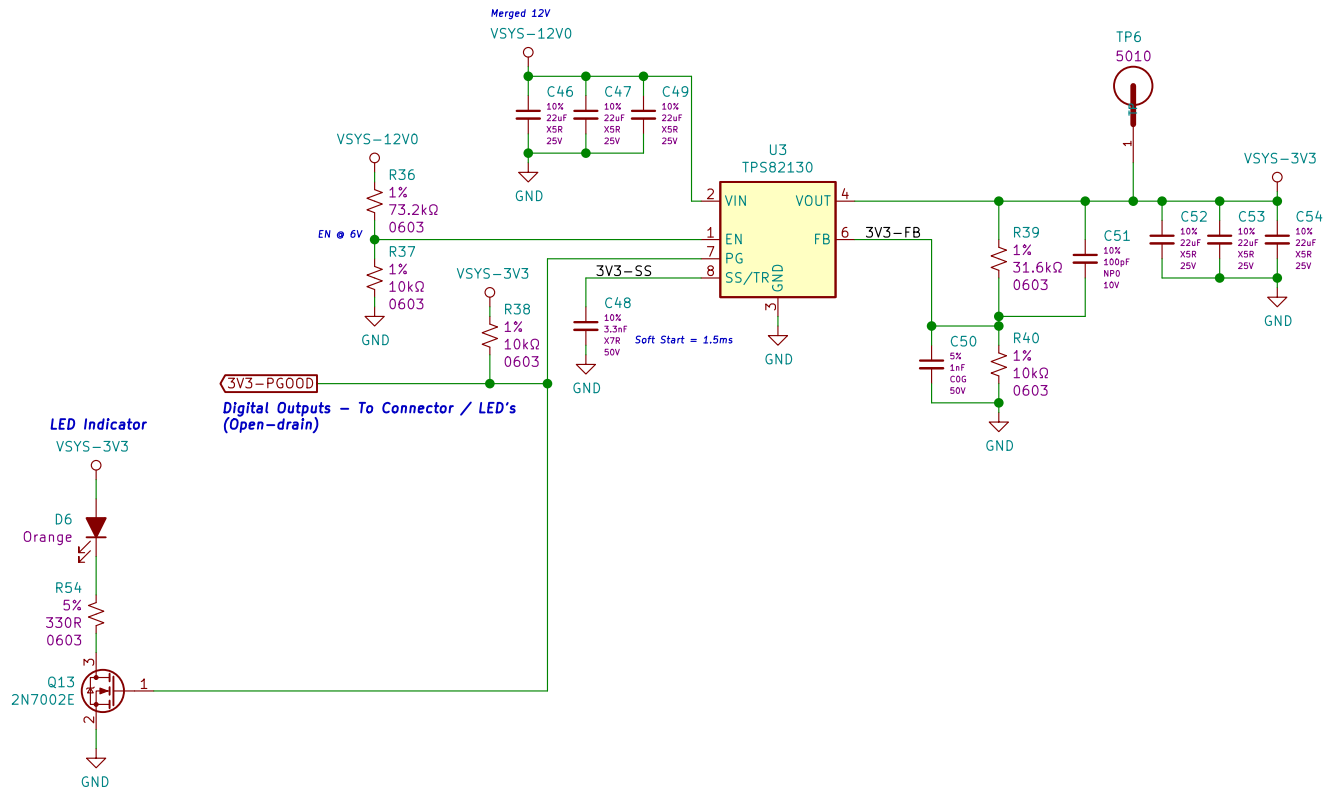 Merged 12V
VSYS-12V0
C46
10%
22uF
X5R
25V
C47
10%
22uF
X5R
25V
C49
10%
22uF
X5R
25V
GND
TP6
5010
1
VSYS-12V0
R36
1%
73.2kΩ
0603
EN @ 6V
R37
1%
10kΩ
0603
GND
U3
TPS82130
2
VIN
1
EN
7
PG
8
SS/TR
GND
3
VOUT
4
FB
6
GND
3V3-FB
3V3-SS
C48
10%
3.3nF
X7R
50V
Soft Start = 1.5ms
GND
VSYS-3V3
R38
1%
10kΩ
0603
3V3-PGOOD
Digital Outputs - To Connector / LED's
(Open-drain)
R39
1%
31.6kΩ
0603
C51
10%
100pF
NP0
10V
C50
5%
1nF
C0G
50V
R40
1%
10kΩ
0603
GND
VSYS-3V3
C52
10%
22uF
X5R
25V
C53
10%
22uF
X5R
25V
C54
10%
22uF
X5R
25V
GND
LED Indicator
VSYS-3V3
D6
Orange
R54
5%
330R
0603
3
Q13
2N7002E
1
2
GND